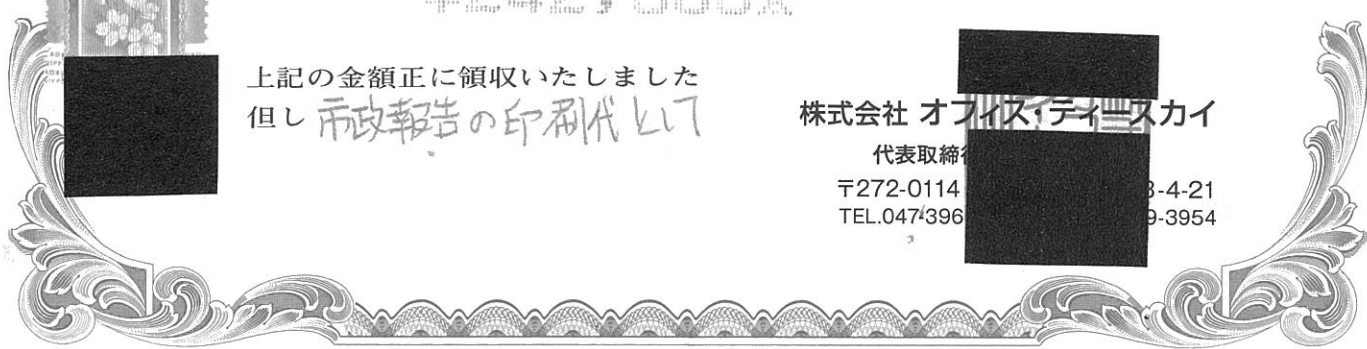 上記の金額正に領収いたしました
但し 市政報告の印刷代として
株式会社 オフィス・ティースカイ
代表取締
〒272-0114 3-4-21
TEL.047-396 9-3954